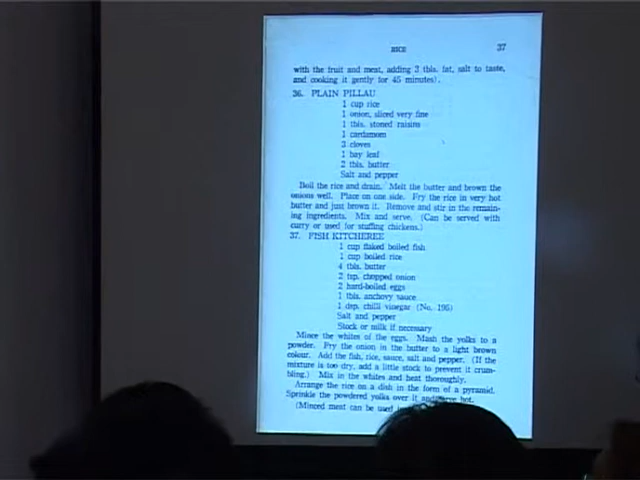 RICE 37
with the fruit and meat, adding 3 tbs. fat, salt to taste,
and cooking it gently for 45 minutes).
36. PLAIN PILLAU
1 cup rice
1 onion, sliced very fine
1 tbs. stoned raisins
1 cardamom
3 cloves
1 bay leaf
2 tbs. butter
Salt and pepper
Boil the rice and drain. Melt the butter and brown the
onions well. Place on one side. Fry the rice in very hot
butter and just brown it. Remove and stir in the remain-
ing ingredients. Mix and serve. (Can be served with
curry or used for stuffing chickens.)
37. FISH KITCHEREE
1 cup flaked boiled fish
1 cup boiled rice
4 tbs. butter
2 tsp. chopped onion
2 hard-boiled eggs
1 tbs. anchovy sauce
1 dsp. chilli vinegar (No. 195)
Salt and pepper
Stock or milk if necessary
Mince the whites of the eggs. Mash the yolks to a
powder. Fry the onion in the butter to a light brown
colour. Add the fish, rice, sauce, salt and pepper. (If the
mixture is too dry, add a little stock to prevent it crum-
bling.) Mix in the whites and heat thoroughly.
Arrange the rice on a dish in the form of a pyramid.
Sprinkle the powdered yolks over it and serve hot.
(Minced meat can be used